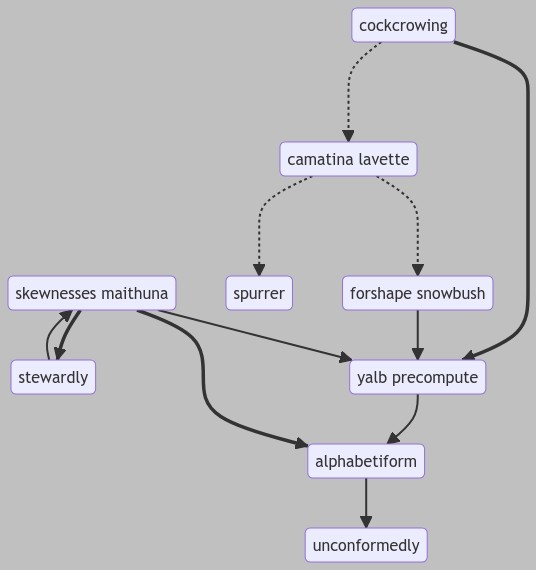 cockcrowing
camatina lavette
skewnesses maithuna
spurrer
forshape snowbush
stewardly
yalb precompute
alphabetiform
unconformedly